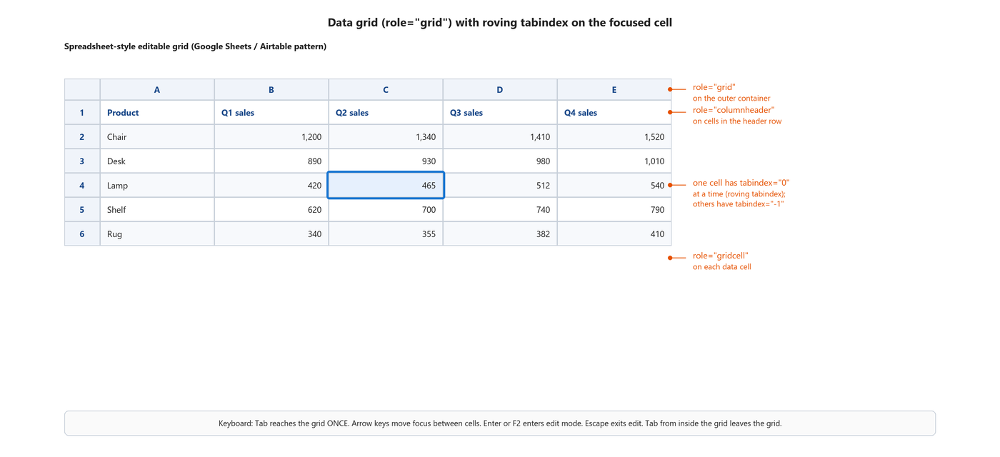 Data grid (role="grid") with roving tabindex on the focused cell
Spreadsheet-style editable grid (Google Sheets / Airtable pattern)
A B C D E
1 Product Q1 sales Q2 sales Q3 sales Q4 sales
2 Chair 1,200 1,340 1,410 1,520
3 Desk 890 930 980 1,010
4 Lamp 420 465 512 540
5 Shelf 620 700 740 790
6 Rug 340 355 382 410
role="grid"
on the outer container
role="columnheader"
on cells in the header row
one cell has tabindex="0"
at a time (roving tabindex);
others have tabindex="-1"
role="gridcell"
on each data cell
Keyboard: Tab reaches the grid ONCE. Arrow keys move focus between cells. Enter or F2 enters edit mode. Escape exits edit. Tab from inside the grid leaves the grid.